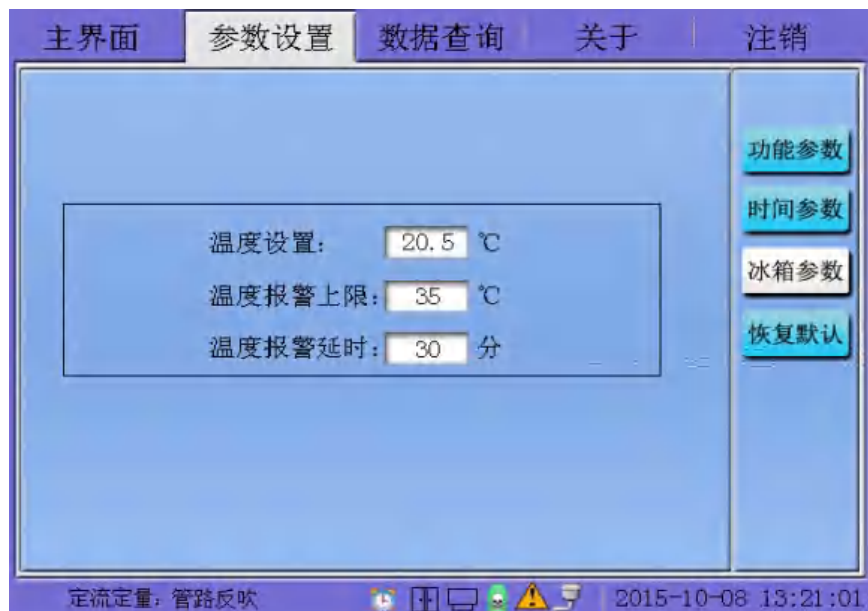 主界面 参数设置 数据查询 关于 注销
功能参数
时间参数
冰箱参数
恢复默认
温度设置: 20.5 ℃
温度报警上限: 35 ℃
温度报警延时: 30 分
定流定量: 管路反吹 2015-10-08 13:21:01